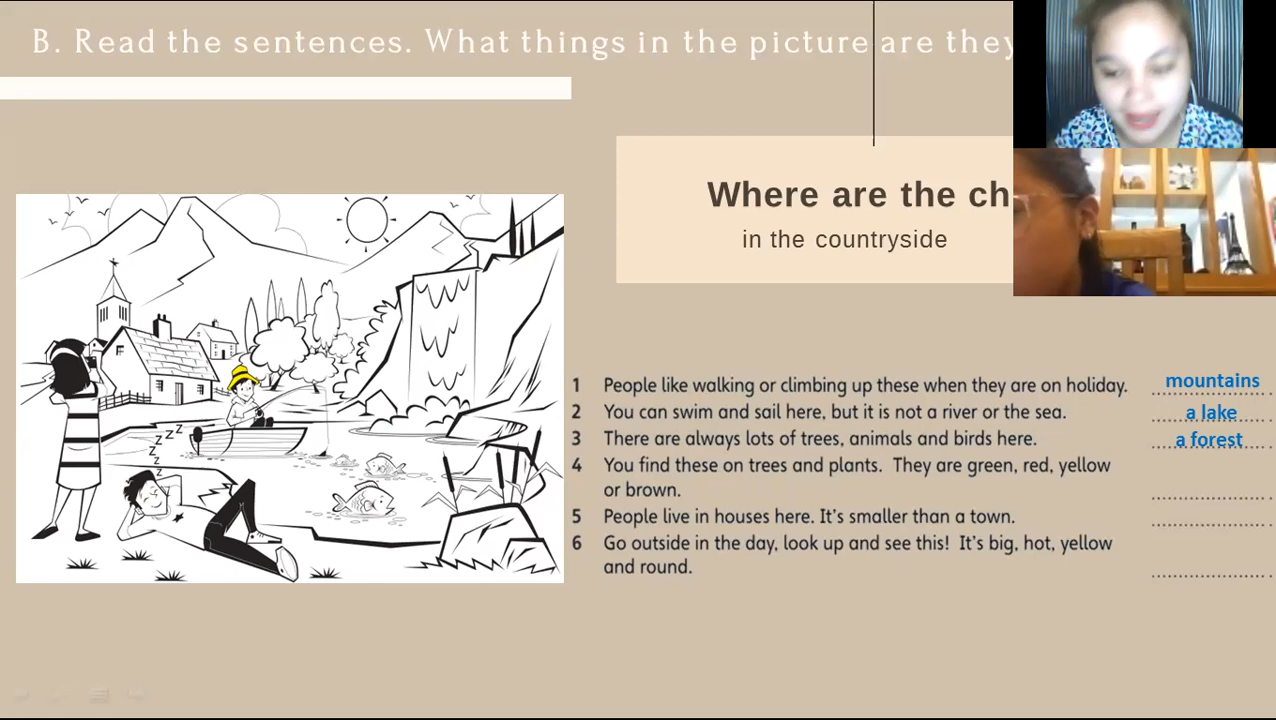 B. Read the sentences. What things in the picture are they
Where are the ch
in the countryside
1 People like walking or climbing up these when they are on holiday. mountains
2 You can swim and sail here, but it is not a river or the sea. a lake
3 There are always lots of trees, animals and birds here. a forest
4 You find these on trees and plants. They are green, red, yellow
or brown.
5 People live in houses here. It's smaller than a town.
6 Go outside in the day, look up and see this! It's big, hot, yellow
and round.
z z z z z z